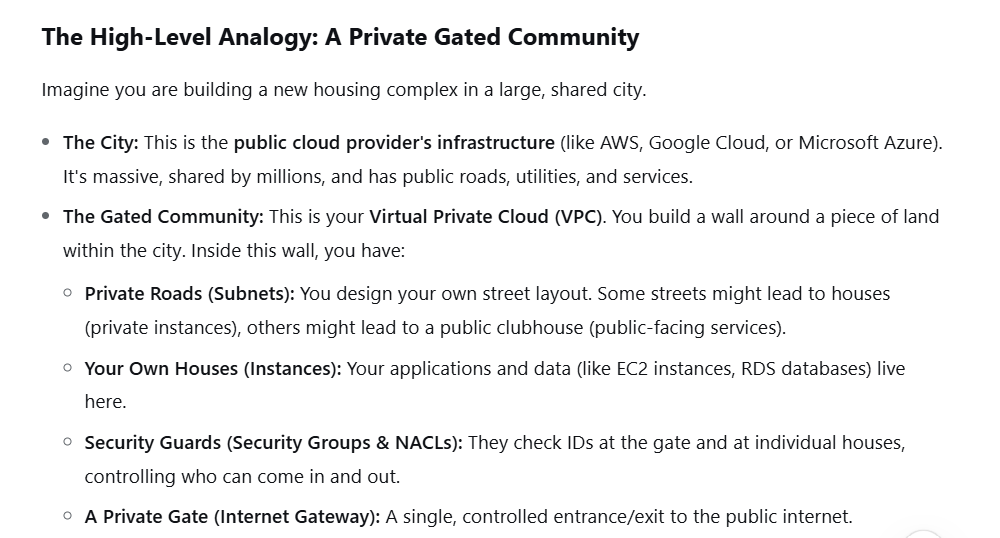 The High-Level Analogy: A Private Gated Community
Imagine you are building a new housing complex in a large, shared city.
The City: This is the public cloud provider's infrastructure (like AWS, Google Cloud, or Microsoft Azure).
It's massive, shared by millions, and has public roads, utilities, and services.
The Gated Community: This is your Virtual Private Cloud (VPC). You build a wall around a piece of land
within the city. Inside this wall, you have:
Private Roads (Subnets): You design your own street layout. Some streets might lead to houses
(private instances), others might lead to a public clubhouse (public-facing services).
Your Own Houses (Instances): Your applications and data (like EC2 instances, RDS databases) live
here.
Security Guards (Security Groups & NACLs): They check IDs at the gate and at individual houses,
controlling who can come in and out.
A Private Gate (Internet Gateway): A single, controlled entrance/exit to the public internet.